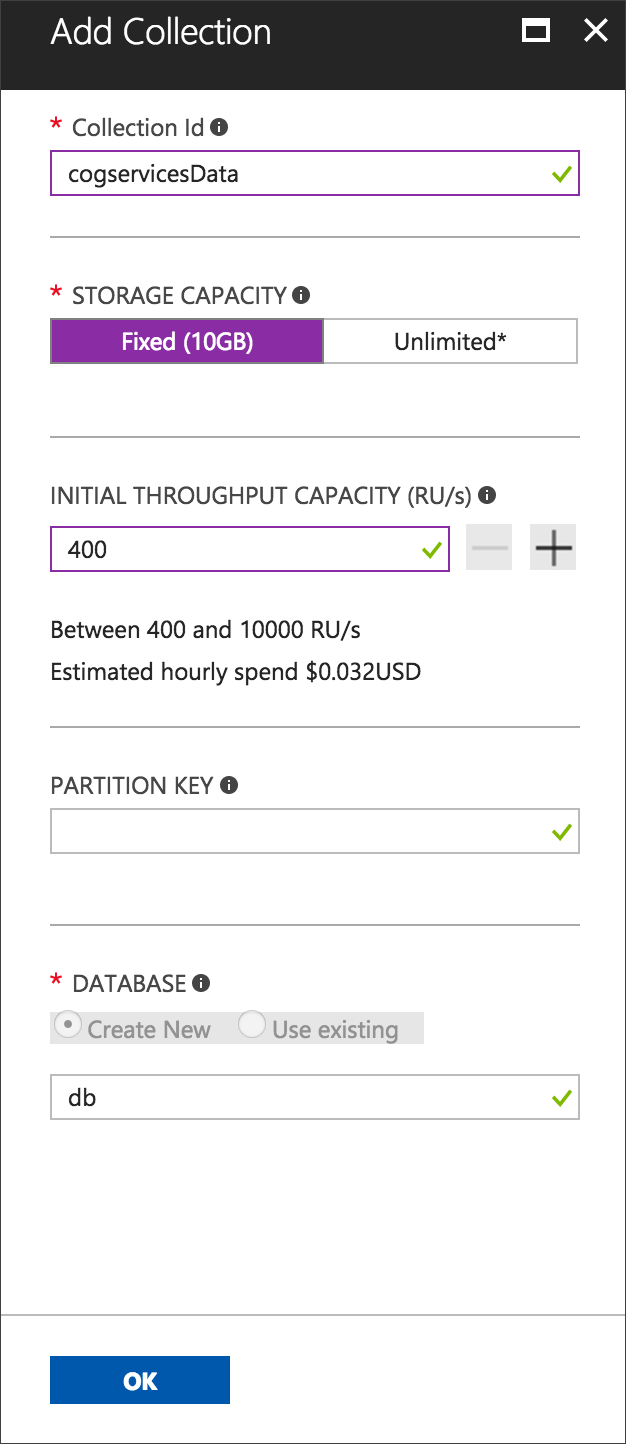 Add Collection
* Collection Id
cogservicesData
* STORAGE CAPACITY
Fixed (10GB) Unlimited*
INITIAL THROUGHPUT CAPACITY (RU/s)
400
Between 400 and 10000 RU/s
Estimated hourly spend $0.032USD
PARTITION KEY
* DATABASE
Create New Use existing
db
OK